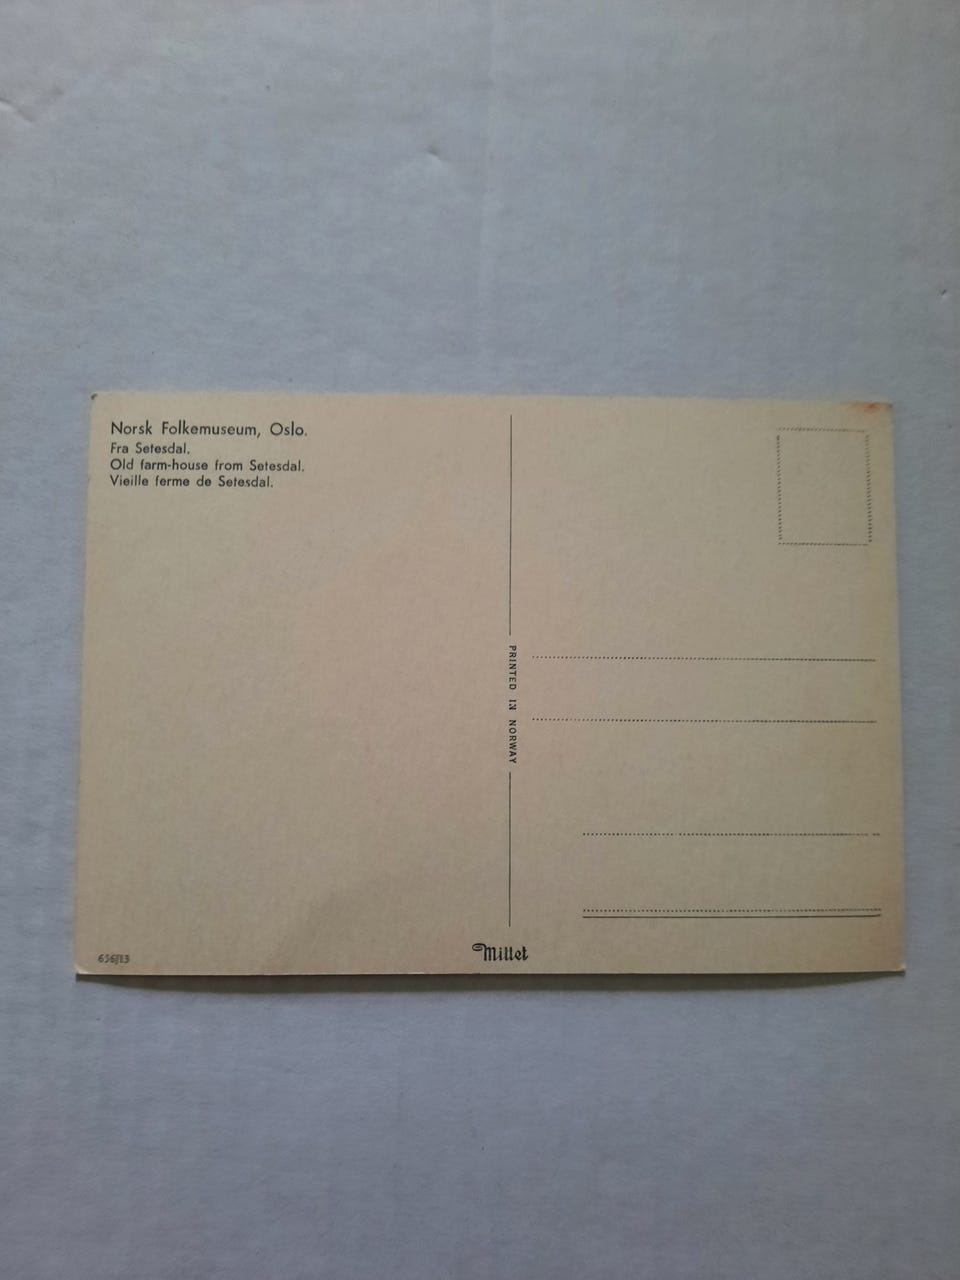 Norsk Folkemuseum, Oslo.
Fra Setesdal.
Old farm-house from Setesdal.
Vieille ferme de Setesdal.
PRINTED IN NORWAY
656/13
Millet